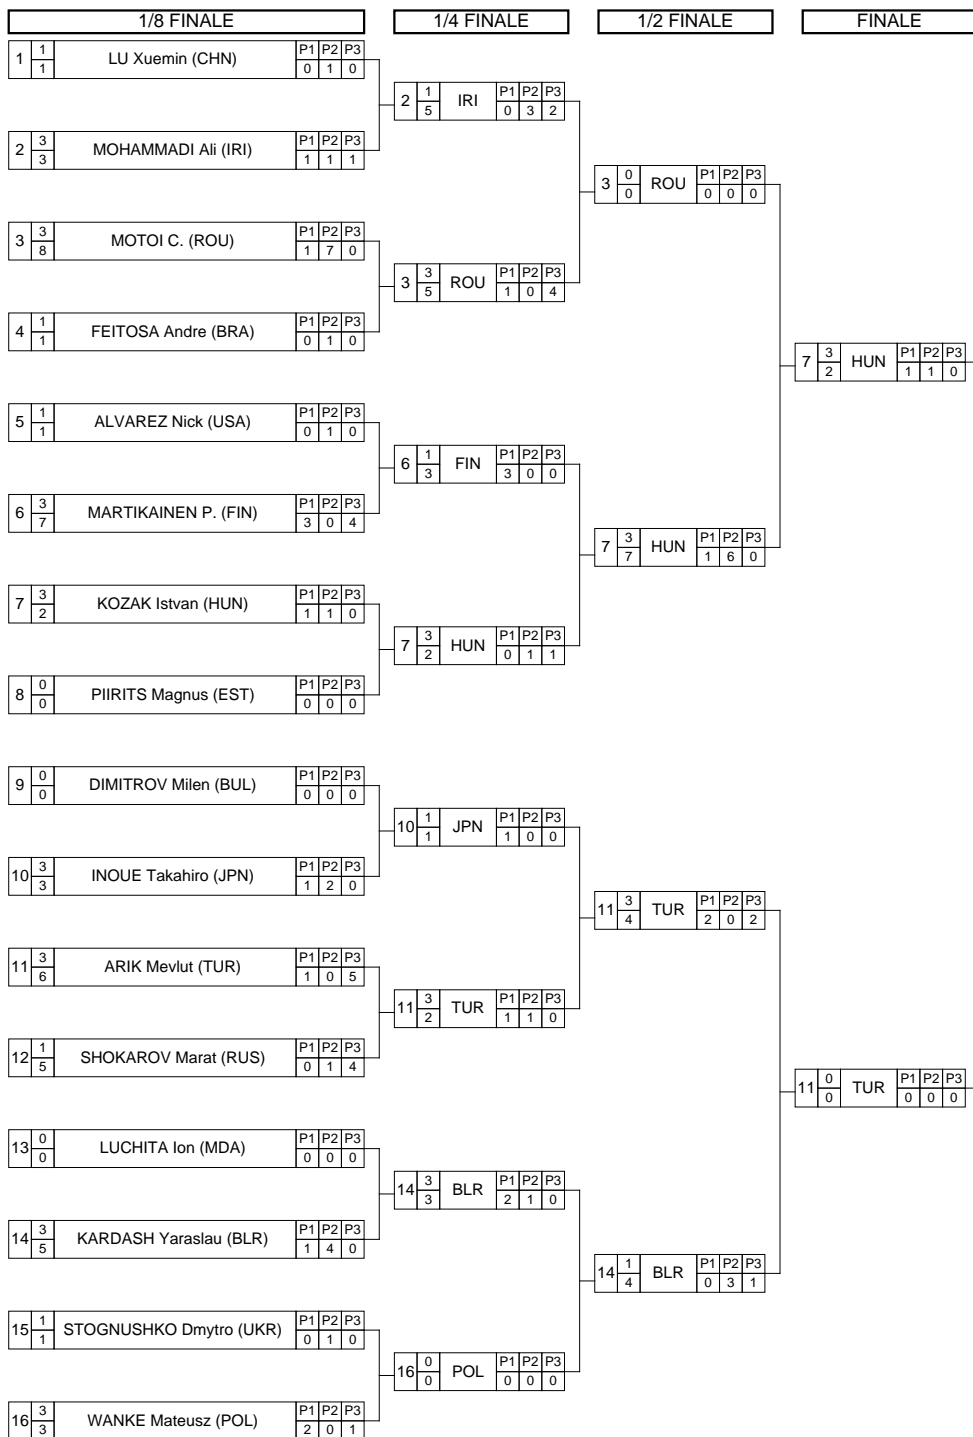 1/8 FINALE 1/4 FINALE 1/2 FINALE FINALE
1 1 1 LU Xuemin (CHN) P1 P2 P3 0 1 0
2 3 3 MOHAMMADI Ali (IRI) P1 P2 P3 1 1 1
3 3 8 MOTOI C. (ROU) P1 P2 P3 1 7 0
4 1 1 FEITOSA Andre (BRA) P1 P2 P3 0 1 0
5 1 1 ALVAREZ Nick (USA) P1 P2 P3 0 1 0
6 3 7 MARTIKAINEN P. (FIN) P1 P2 P3 3 0 4
7 3 2 KOZAK Istvan (HUN) P1 P2 P3 1 1 0
8 0 0 PIIRITS Magnus (EST) P1 P2 P3 0 0 0
9 0 0 DIMITROV Milen (BUL) P1 P2 P3 0 0 0
10 3 3 INOUE Takahiro (JPN) P1 P2 P3 1 2 0
11 3 6 ARIK Mevlut (TUR) P1 P2 P3 1 0 5
12 1 5 SHOKAROV Marat (RUS) P1 P2 P3 0 1 4
13 0 0 LUCHITA Ion (MDA) P1 P2 P3 0 0 0
14 3 5 KARDASH Yaraslau (BLR) P1 P2 P3 1 4 0
15 1 1 STOGNUSHKO Dmytro (UKR) P1 P2 P3 0 1 0
16 3 3 WANKE Mateusz (POL) P1 P2 P3 2 0 1
2 1 5 IRI P1 P2 P3 0 3 2
3 3 5 ROU P1 P2 P3 1 0 4
6 1 3 FIN P1 P2 P3 3 0 0
7 3 2 HUN P1 P2 P3 0 1 1
10 1 1 JPN P1 P2 P3 1 0 0
11 3 2 TUR P1 P2 P3 1 1 0
14 3 3 BLR P1 P2 P3 2 1 0
16 0 0 POL P1 P2 P3 0 0 0
3 0 0 ROU P1 P2 P3 0 0 0
7 3 7 HUN P1 P2 P3 1 6 0
11 3 4 TUR P1 P2 P3 2 0 2
14 1 4 BLR P1 P2 P3 0 3 1
7 3 2 HUN P1 P2 P3 1 1 0
11 0 0 TUR P1 P2 P3 0 0 0